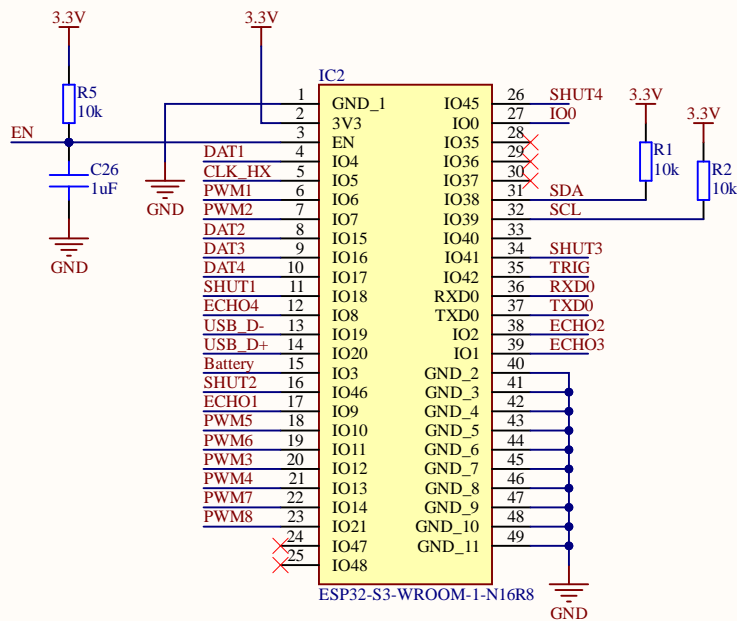 3.3V
3.3V
R5
10k
EN
C26
1uF
GND
GND
IC2
1 GND_1
2 3V3
3 EN
DAT1 4 IO4
CLK_HX 5 IO5
PWM1 6 IO6
PWM2 7 IO7
DAT2 8 IO15
DAT3 9 IO16
DAT4 10 IO17
SHUT1 11 IO18
ECHO4 12 IO8
USB_D- 13 IO19
USB_D+ 14 IO20
Battery 15 IO3
SHUT2 16 IO46
ECHO1 17 IO9
PWM5 18 IO10
PWM6 19 IO11
PWM3 20 IO12
PWM4 21 IO13
PWM7 22 IO14
PWM8 23 IO21
24 IO47
25 IO48
IO45 26 SHUT4
IO0 27 IO0
IO35 28
IO36 29
IO37 30
IO38 31 SDA
IO39 32 SCL
IO40 33
IO41 34 SHUT3
IO42 35 TRIG
RXD0 36 RXD0
TXD0 37 TXD0
IO2 38 ECHO2
IO1 39 ECHO3
GND_2 40
GND_3 41
GND_4 42
GND_5 43
GND_6 44
GND_7 45
GND_8 46
GND_9 47
GND_10 48
GND_11 49
ESP32-S3-WROOM-1-N16R8
3.3V
R1
10k
3.3V
R2
10k
GND